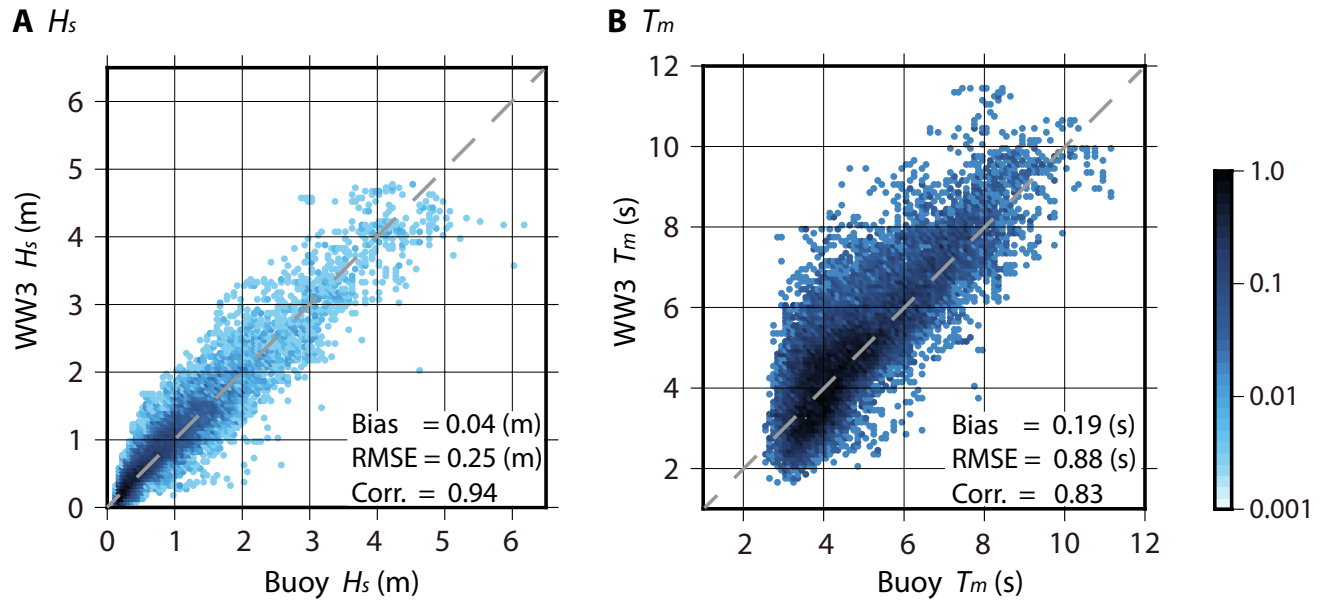 A Hs
WW3 Hs (m)
6
5
4
3
2
1
0
Bias = 0.04 (m)
RMSE = 0.25 (m)
Corr. = 0.94
0 1 2 3 4 5 6
Buoy Hs (m)
B Tm
WW3 Tm (s)
12
10
8
6
4
2
Bias = 0.19 (s)
RMSE = 0.88 (s)
Corr. = 0.83
2 4 6 8 10 12
Buoy Tm (s)
1.0
0.1
0.01
0.001